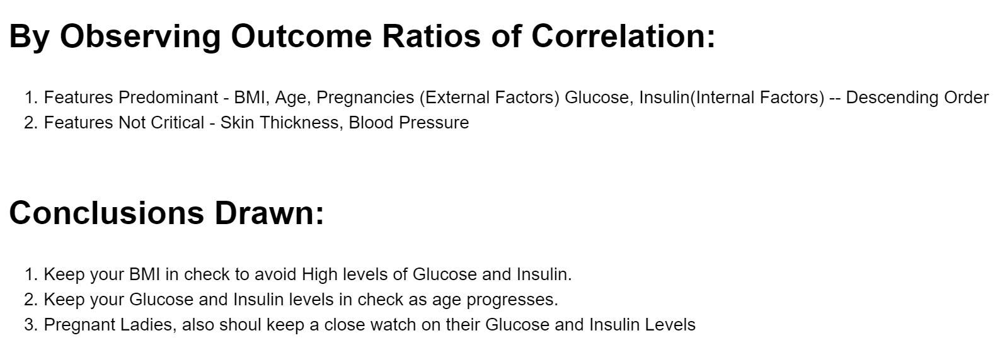 By Observing Outcome Ratios of Correlation:
1. Features Predominant - BMI, Age, Pregnancies (External Factors) Glucose, Insulin(Internal Factors) -- Descending Order
2. Features Not Critical - Skin Thickness, Blood Pressure
Conclusions Drawn:
1. Keep your BMI in check to avoid High levels of Glucose and Insulin.
2. Keep your Glucose and Insulin levels in check as age progresses.
3. Pregnant Ladies, also shoul keep a close watch on their Glucose and Insulin Levels